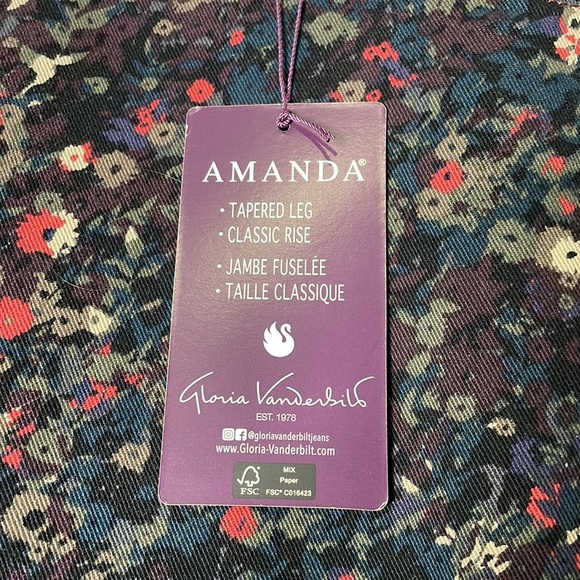 AMANDA®
• TAPERED LEG
• CLASSIC RISE
• JAMBE FUSELÉE
• TAILLE CLASSIQUE
Gloria Vanderbilt
EST. 1978
@gloriavanderbiltjeans
www.Gloria-Vanderbilt.com
FSC
MIX
Paper
FSC® C016423